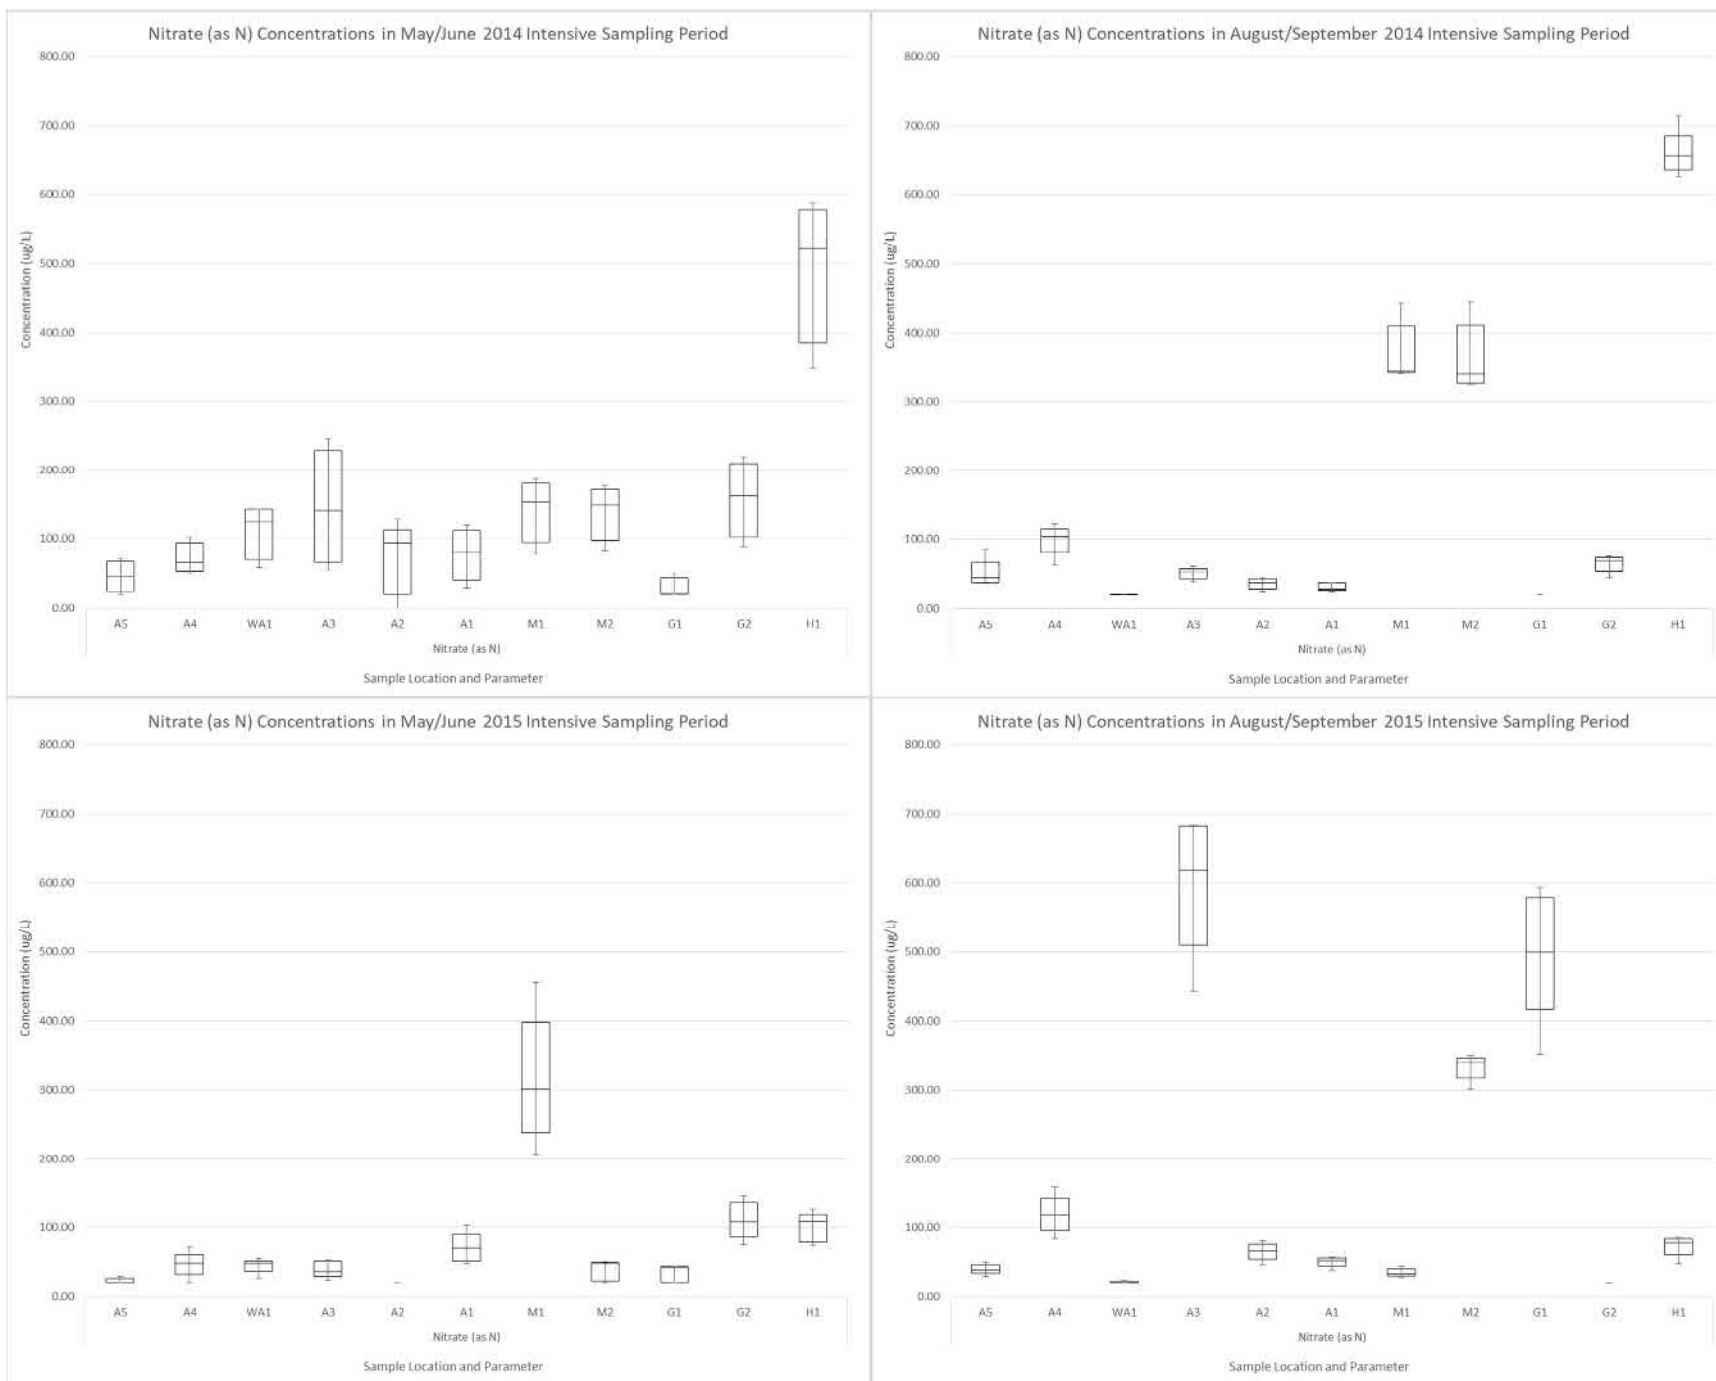 Nitrate (as N) Concentrations in May/June 2014 Intensive Sampling Period
800.00
700.00
600.00
500.00
400.00
300.00
200.00
100.00
0.00
Concentration (ug/L)
A5 A4 WA1 A3 A2 A1 M1 M2 G1 G2 H1
Nitrate (as N)
Sample Location and Parameter
Nitrate (as N) Concentrations in August/September 2014 Intensive Sampling Period
800.00
700.00
600.00
500.00
400.00
300.00
200.00
100.00
0.00
Concentration (ug/L)
A5 A4 WA1 A3 A2 A1 M1 M2 G1 G2 H1
Nitrate (as N)
Sample Location and Parameter
Nitrate (as N) Concentrations in May/June 2015 Intensive Sampling Period
800.00
700.00
600.00
500.00
400.00
300.00
200.00
100.00
0.00
Concentration (ug/L)
A5 A4 WA1 A3 A2 A1 M1 M2 G1 G2 H1
Nitrate (as N)
Sample Location and Parameter
Nitrate (as N) Concentrations in August/September 2015 Intensive Sampling Period
800.00
700.00
600.00
500.00
400.00
300.00
200.00
100.00
0.00
Concentration (ug/L)
A5 A4 WA1 A3 A2 A1 M1 M2 G1 G2 H1
Nitrate (as N)
Sample Location and Parameter